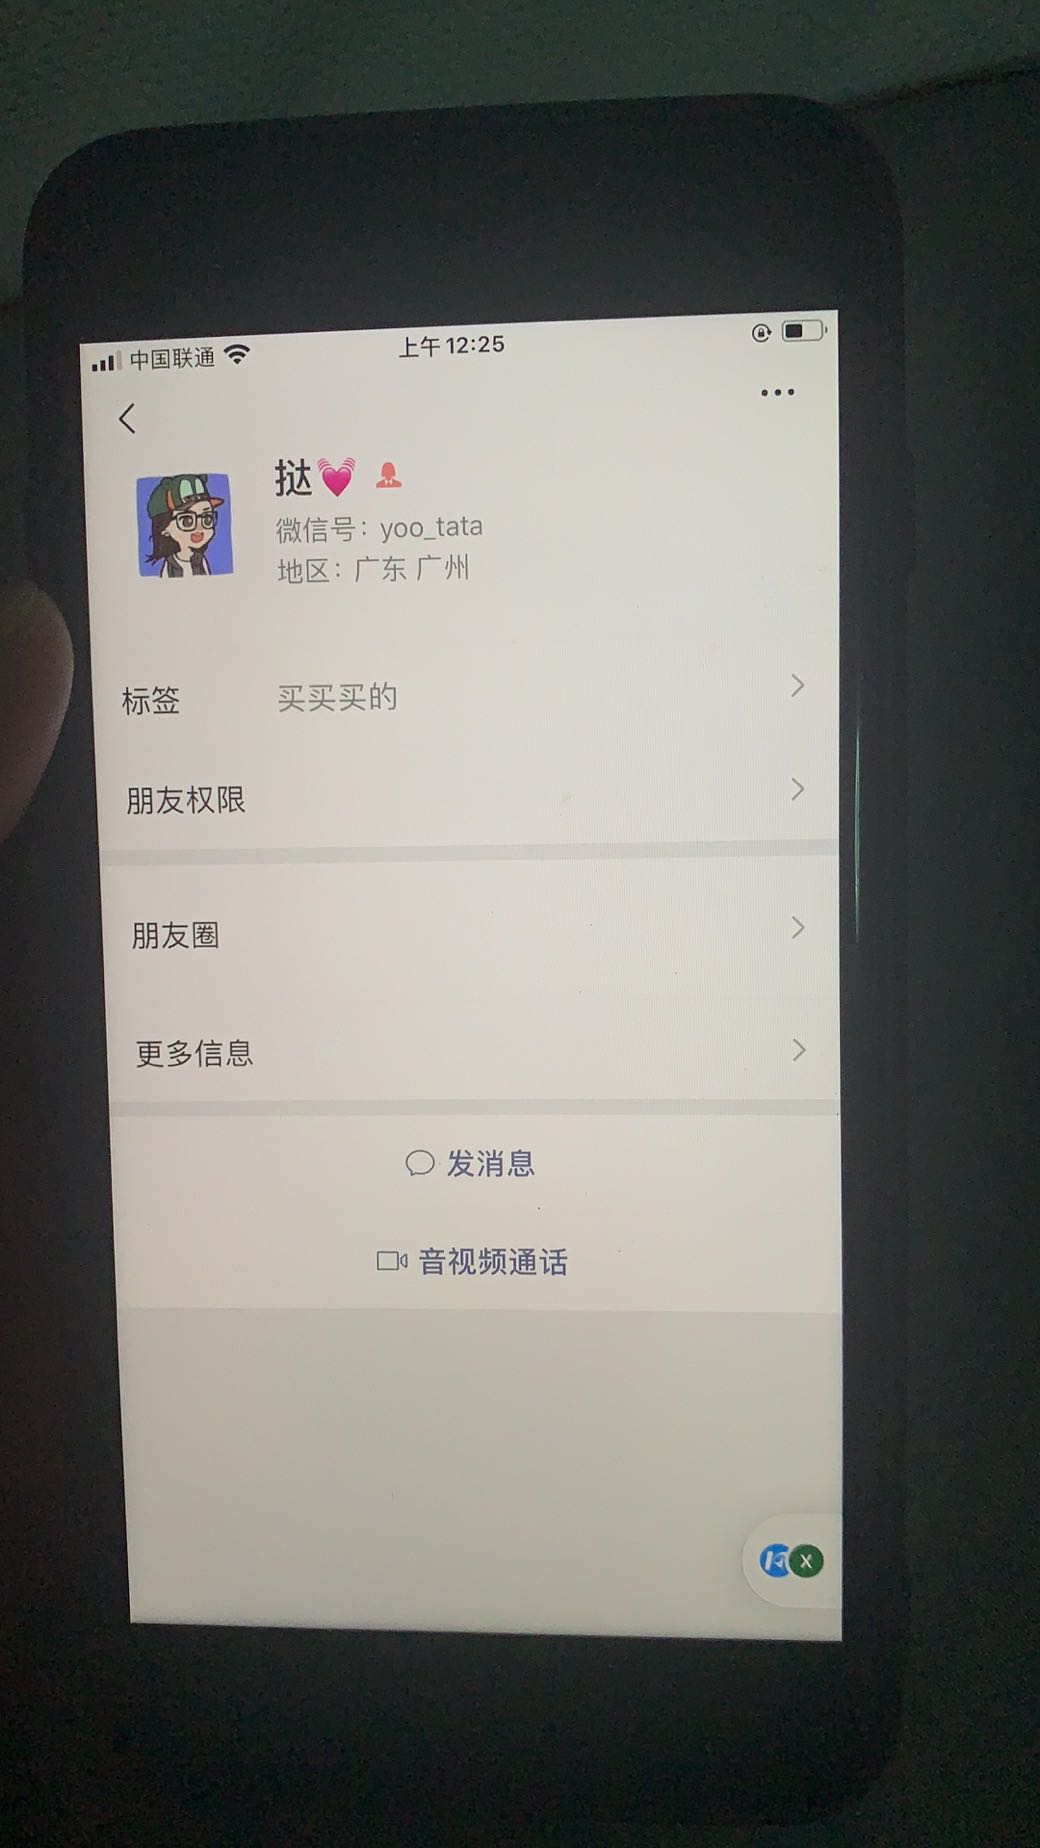 中国联通
上午 12:25
挞💓
微信号：yoo_tata
地区：广东 广州
标签 买买买的
朋友权限
朋友圈
更多信息
发消息
音视频通话
X